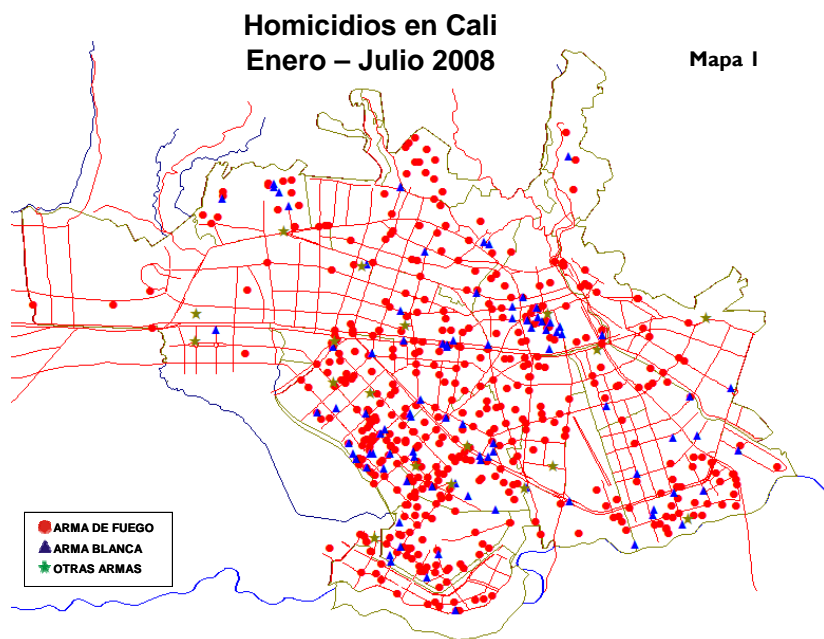 Homicidios en Cali
Enero – Julio 2008
Mapa 1
ARMA DE FUEGO
ARMA BLANCA
OTRAS ARMAS